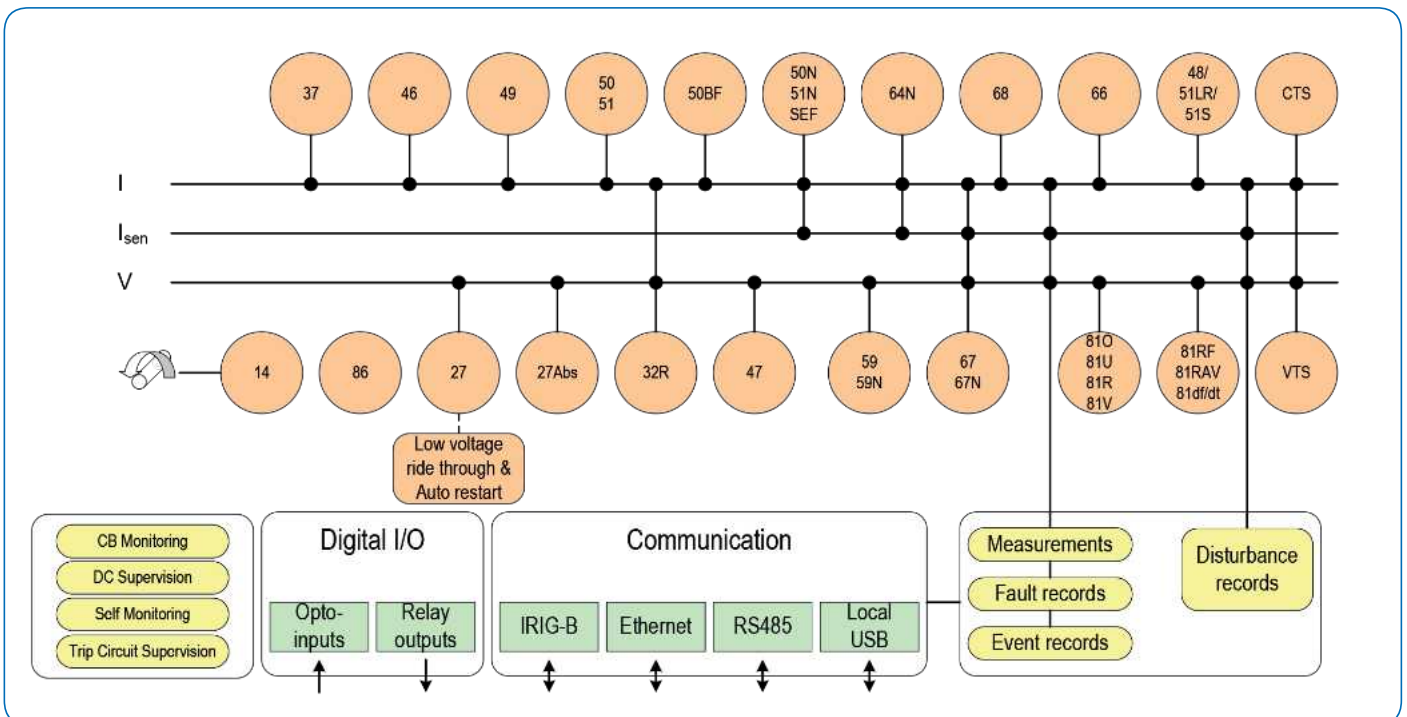 37
46
49
50
51
50BF
50N
51N
SEF
64N
68
66
48/
51LR/
51S
CTS
I
Isen
V
14
86
27
27Abs
32R
47
59
59N
67
67N
81O
81U
81R
81V
81RF
81RAV
81df/dt
VTS
Low voltage
ride through &
Auto restart
CB Monitoring
DC Supervision
Self Monitoring
Trip Circuit Supervision
Digital I/O
Opto-
inputs
Relay
outputs
Communication
IRIG-B
Ethernet
RS485
Local
USB
Measurements
Fault records
Event records
Disturbance
records